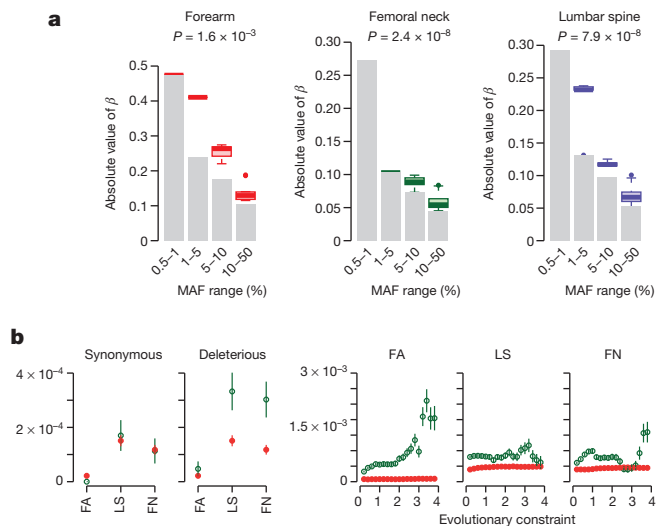 a
Forearm
P = 1.6 × 10⁻³
Absolute value of β
0.5
0.4
0.3
0.2
0.1
0
0.5–1
1–5
5–10
10–50
MAF range (%)
Femoral neck
P = 2.4 × 10⁻⁸
Absolute value of β
0.30
0.25
0.20
0.15
0.10
0.05
0
0.5–1
1–5
5–10
10–50
MAF range (%)
Lumbar spine
P = 7.9 × 10⁻⁸
Absolute value of β
0.30
0.25
0.20
0.15
0.10
0.05
0
0.5–1
1–5
5–10
10–50
MAF range (%)
b
Synonymous
4 × 10⁻⁴
2 × 10⁻⁴
0
FA
LS
FN
Deleterious
FA
LS
FN
FA
3 × 10⁻³
1.5 × 10⁻³
0
0 1 2 3 4
LS
0 1 2 3 4
FN
0 1 2 3 4
Evolutionary constraint